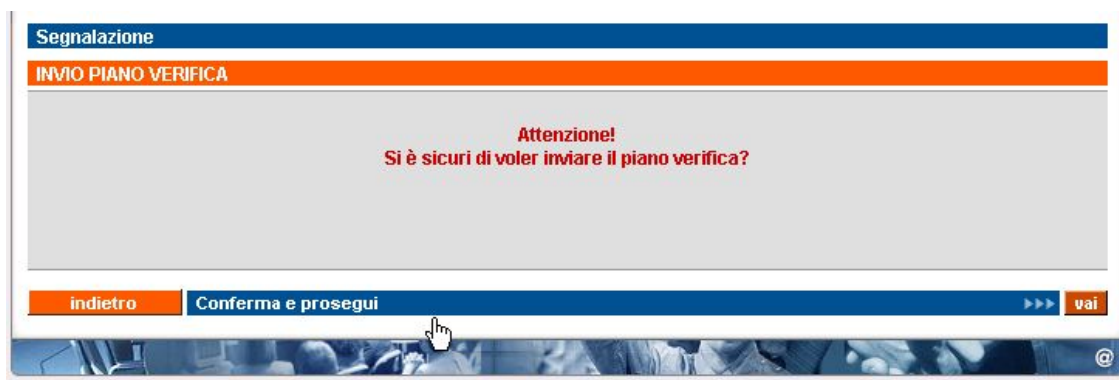 Segnalazione
INVIO PIANO VERIFICA
Attenzione!
Si è sicuri di voler inviare il piano verifica?
indietro Conferma e prosegui vai
@